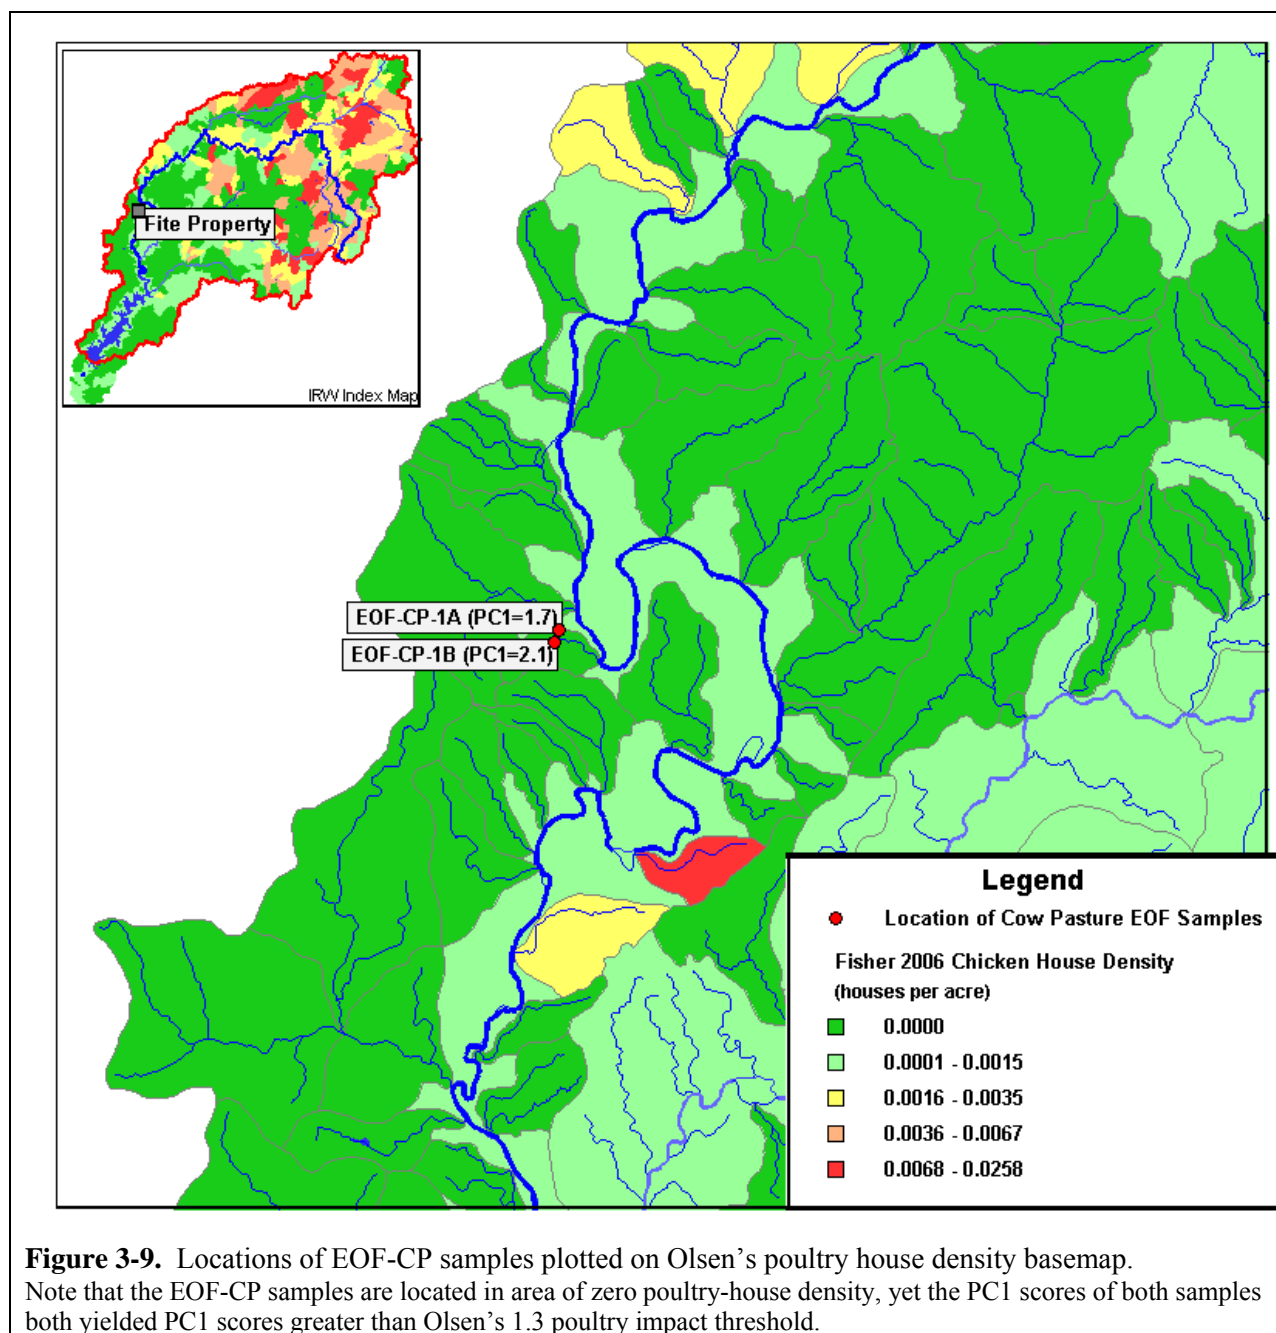 Fite Property
IRW Index Map
EOF-CP-1A (PC1=1.7)
EOF-CP-1B (PC1=2.1)
Legend
Location of Cow Pasture EOF Samples
Fisher 2006 Chicken House Density
(houses per acre)
0.0000
0.0001 - 0.0015
0.0016 - 0.0035
0.0036 - 0.0067
0.0068 - 0.0258
Figure 3-9. Locations of EOF-CP samples plotted on Olsen's poultry house density basemap.
Note that the EOF-CP samples are located in area of zero poultry-house density, yet the PC1 scores of both samples
both yielded PC1 scores greater than Olsen's 1.3 poultry impact threshold.